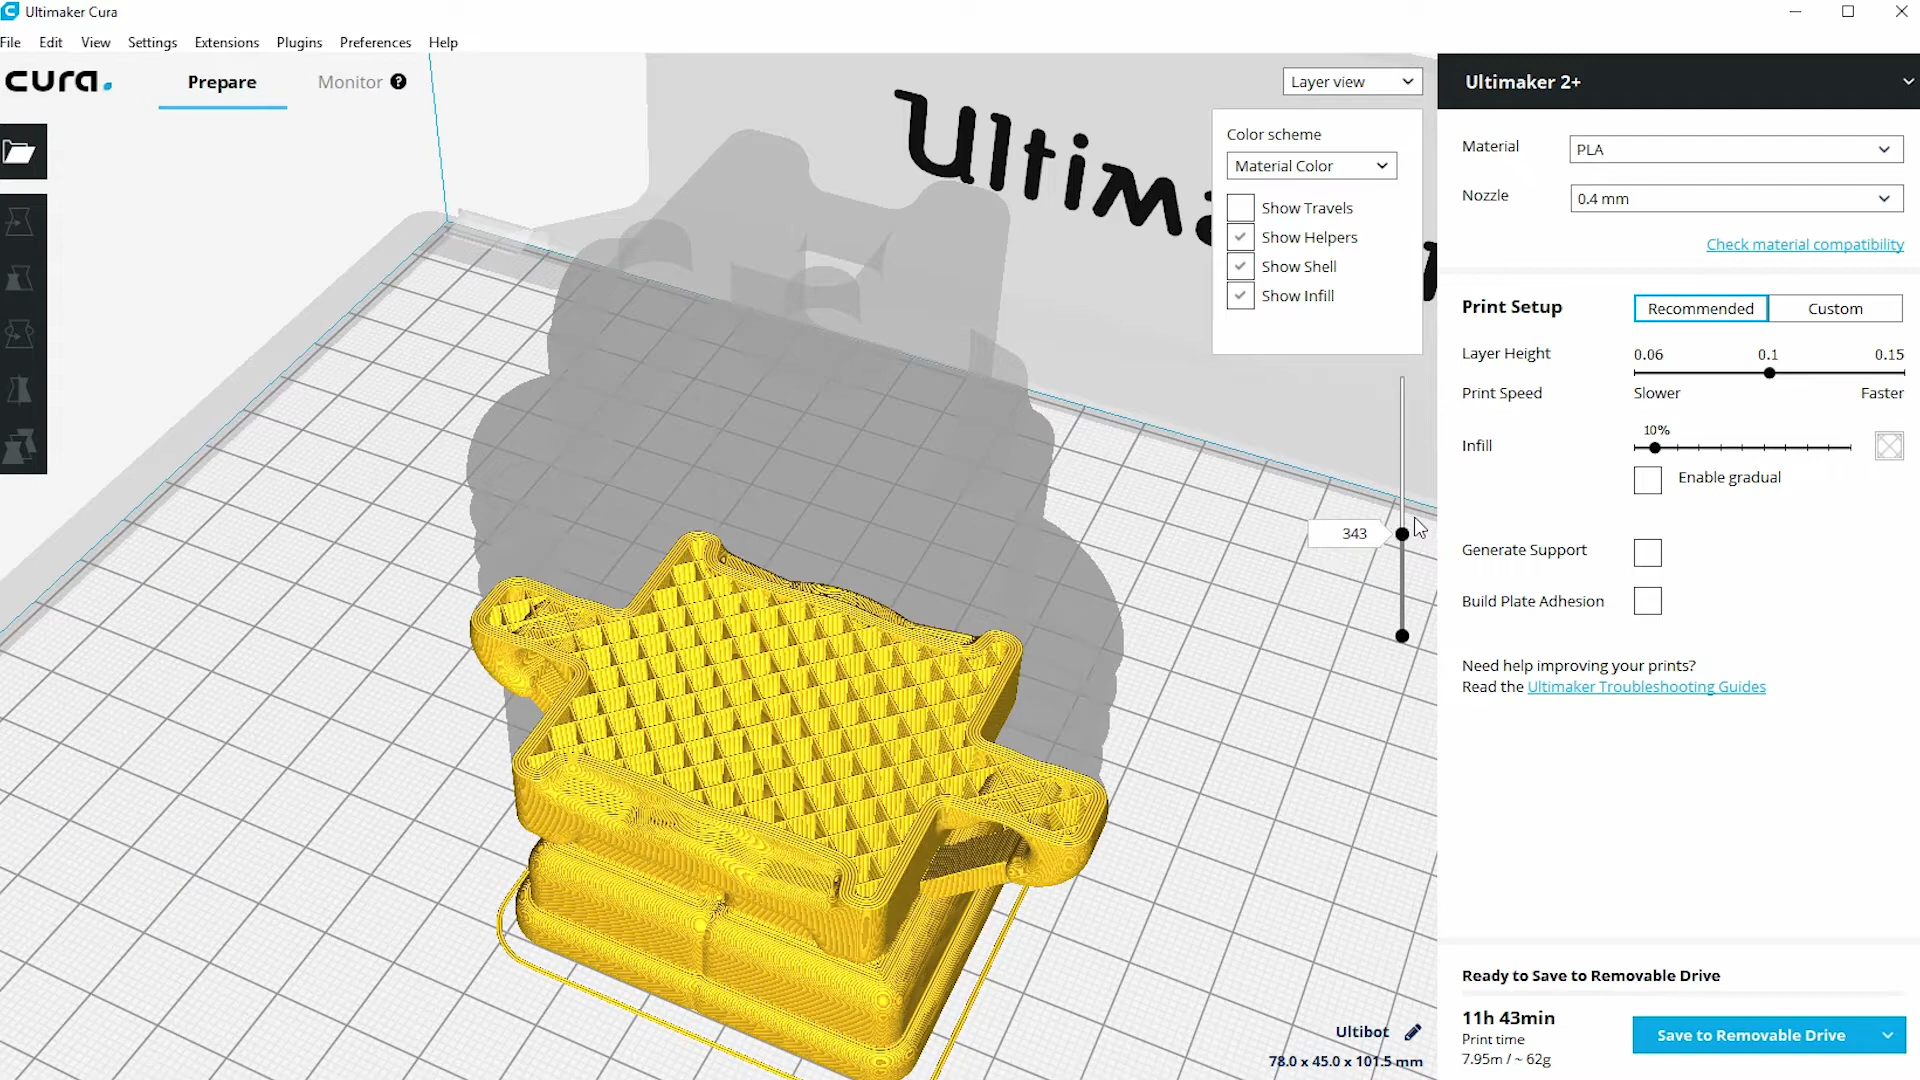 Ultimaker Cura
File Edit View Settings Extensions Plugins Preferences Help
cura.
Prepare
Monitor ?
Layer view
Color scheme
Material Color
Show Travels
Show Helpers
Show Shell
Show Infill
343
Ultibot
78.0 x 45.0 x 101.5 mm
Ultimaker 2+
Material PLA
Nozzle 0.4 mm
Check material compatibility
Print Setup Recommended Custom
Layer Height 0.06 0.1 0.15
Print Speed Slower Faster
10%
Infill
Enable gradual
Generate Support
Build Plate Adhesion
Need help improving your prints?
Read the Ultimaker Troubleshooting Guides
Ready to Save to Removable Drive
11h 43min
Print time
7.95m / ~ 62g
Save to Removable Drive